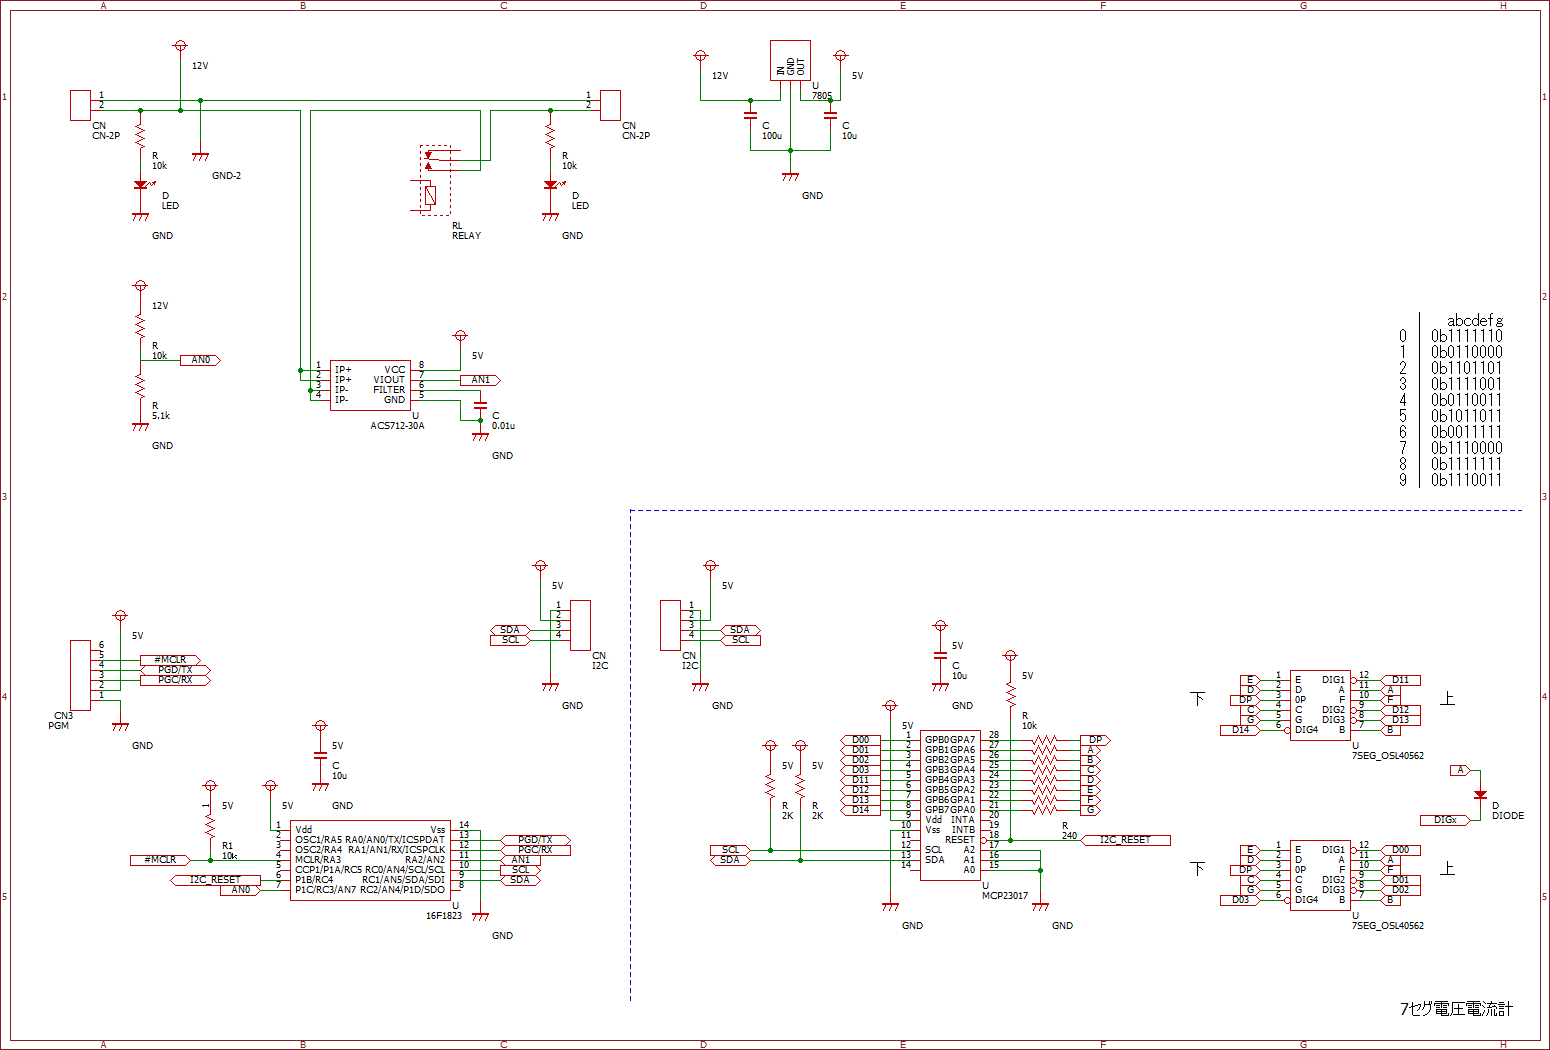 A B C D E F G H
1 1
2 2
3 3
4 4
5 5
12V
1
2
CN
CN-2P
R
10k
D
LED
GND
GND-2
RL
RELAY
1
2
CN
CN-2P
R
10k
D
LED
GND
12V
IN
GND
OUT
U
7805
5V
C
100u
C
10u
GND
12V
R
10k
AN0
R
5.1k
GND
5V
1 IP+ VCC 8
2 IP+ VIOUT 7 AN1
3 IP- FILTER 6
4 IP- GND 5
U
ACS712-30A
C
0.01u
GND
abcdefg
0 0b1111110
1 0b0110000
2 0b1101101
3 0b1111001
4 0b0110011
5 0b1011011
6 0b0011111
7 0b1110000
8 0b1111111
9 0b1110011
5V
6
5 #MCLR
4 PGD/TX
3 PGC/RX
2
1
CN3
PGM
GND
5V
1
2
SDA 3
SCL 4
CN
I2C
GND
5V
1
2
3 SDA
4 SCL
CN
I2C
GND
5V
C
10u
GND
5V
1
R1
10k
5V
#MCLR
I2C_RESET
AN0
1 Vdd Vss 14
2 OSC1/RA5 RA0/AN0/TX/ICSPDAT 13 PGD/TX
3 OSC2/RA4 RA1/AN1/RX/ICSPCLK 12 PGC/RX
4 MCLR/RA3 RA2/AN2 11 AN1
5 CCP1/P1A/RC5 RC0/AN4/SCL/SCL 10 SCL
6 P1B/RC4 RC1/AN5/SDA/SDI 9 SDA
7 P1C/RC3/AN7 RC2/AN4/P1D/SDO 8
U
16F1823
GND
5V
C
10u
GND
5V
R
10k
5V
5V
R
2K
5V
R
2K
SCL
SDA
D00 1 GPB0 GPA7 28 DP
D01 2 GPB1 GPA6 27 A
D02 3 GPB2 GPA5 26 B
D03 4 GPB3 GPA4 25 C
D11 5 GPB4 GPA3 24 D
D12 6 GPB5 GPA2 23 E
D13 7 GPB6 GPA1 22 F
D14 8 GPB7 GPA0 21 G
9 Vdd INTA 20
10 Vss INTB 19
11 RESET 18
12 SCL A2 17
13 SDA A1 16
14 A0 15
R
240
I2C_RESET
U
MCP23017
GND
GND
下
上
E 1 E DIG1 12 D11
D 2 D A 11 A
DP 3 0P F 10 F
C 4 C DIG2 9 D12
G 5 G DIG3 8 D13
D14 6 DIG4 B 7 B
U
7SEG_OSL40562
A
D
DIODE
DIGx
下
上
E 1 E DIG1 12 D00
D 2 D A 11 A
DP 3 0P F 10 F
C 4 C DIG2 9 D01
G 5 G DIG3 8 D02
D03 6 DIG4 B 7 B
U
7SEG_OSL40562
7セグ電圧電流計
A B C D E F G H